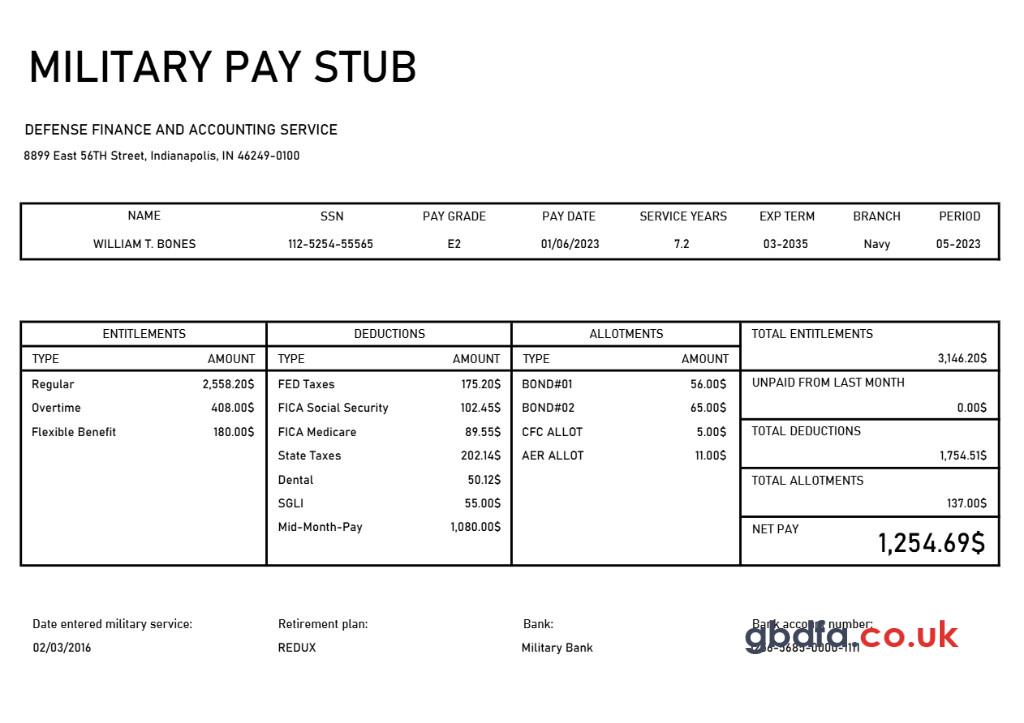 MILITARY PAY STUB
DEFENSE FINANCE AND ACCOUNTING SERVICE
8899 East 56TH Street, Indianapolis, IN 46249-0100
NAME SSN PAY GRADE PAY DATE SERVICE YEARS EXP TERM BRANCH PERIOD
WILLIAM T. BONES 112-5254-55565 E2 01/06/2023 7.2 03-2035 Navy 05-2023
ENTITLEMENTS DEDUCTIONS ALLOTMENTS TOTAL ENTITLEMENTS
TYPE AMOUNT TYPE AMOUNT TYPE AMOUNT 3,146.20$
Regular 2,558.20$ FED Taxes 175.20$ BOND#01 56.00$ UNPAID FROM LAST MONTH
Overtime 408.00$ FICA Social Security 102.45$ BOND#02 65.00$ 0.00$
Flexible Benefit 180.00$ FICA Medicare 89.55$ CFC ALLOT 5.00$ TOTAL DEDUCTIONS
State Taxes 202.14$ AER ALLOT 11.00$ 1,754.51$
Dental 50.12$ TOTAL ALLOTMENTS
SGLI 55.00$ 137.00$
Mid-Month-Pay 1,080.00$ NET PAY 1,254.69$
Date entered military service: Retirement plan: Bank: Bank account number:
gbdfa.co.uk
02/03/2016 REDUX Military Bank